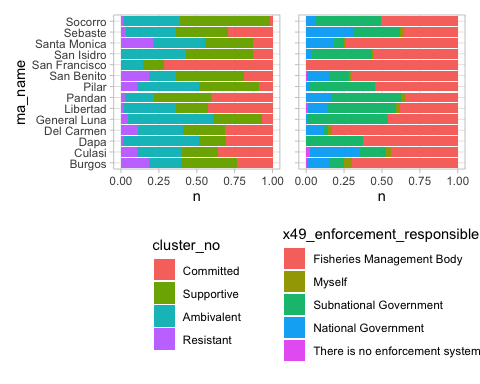 ma_name
Socorro
Sebaste
Santa Monica
San Isidro
San Francisco
San Benito
Pilar
Pandan
Libertad
General Luna
Del Carmen
Dapa
Culasi
Burgos
0.00 0.25 0.50 0.75 1.00
n
0.00 0.25 0.50 0.75 1.00
n
cluster_no
Committed
Supportive
Ambivalent
Resistant
x49_enforcement_responsible
Fisheries Management Body
Myself
Subnational Government
National Government
There is no enforcement system